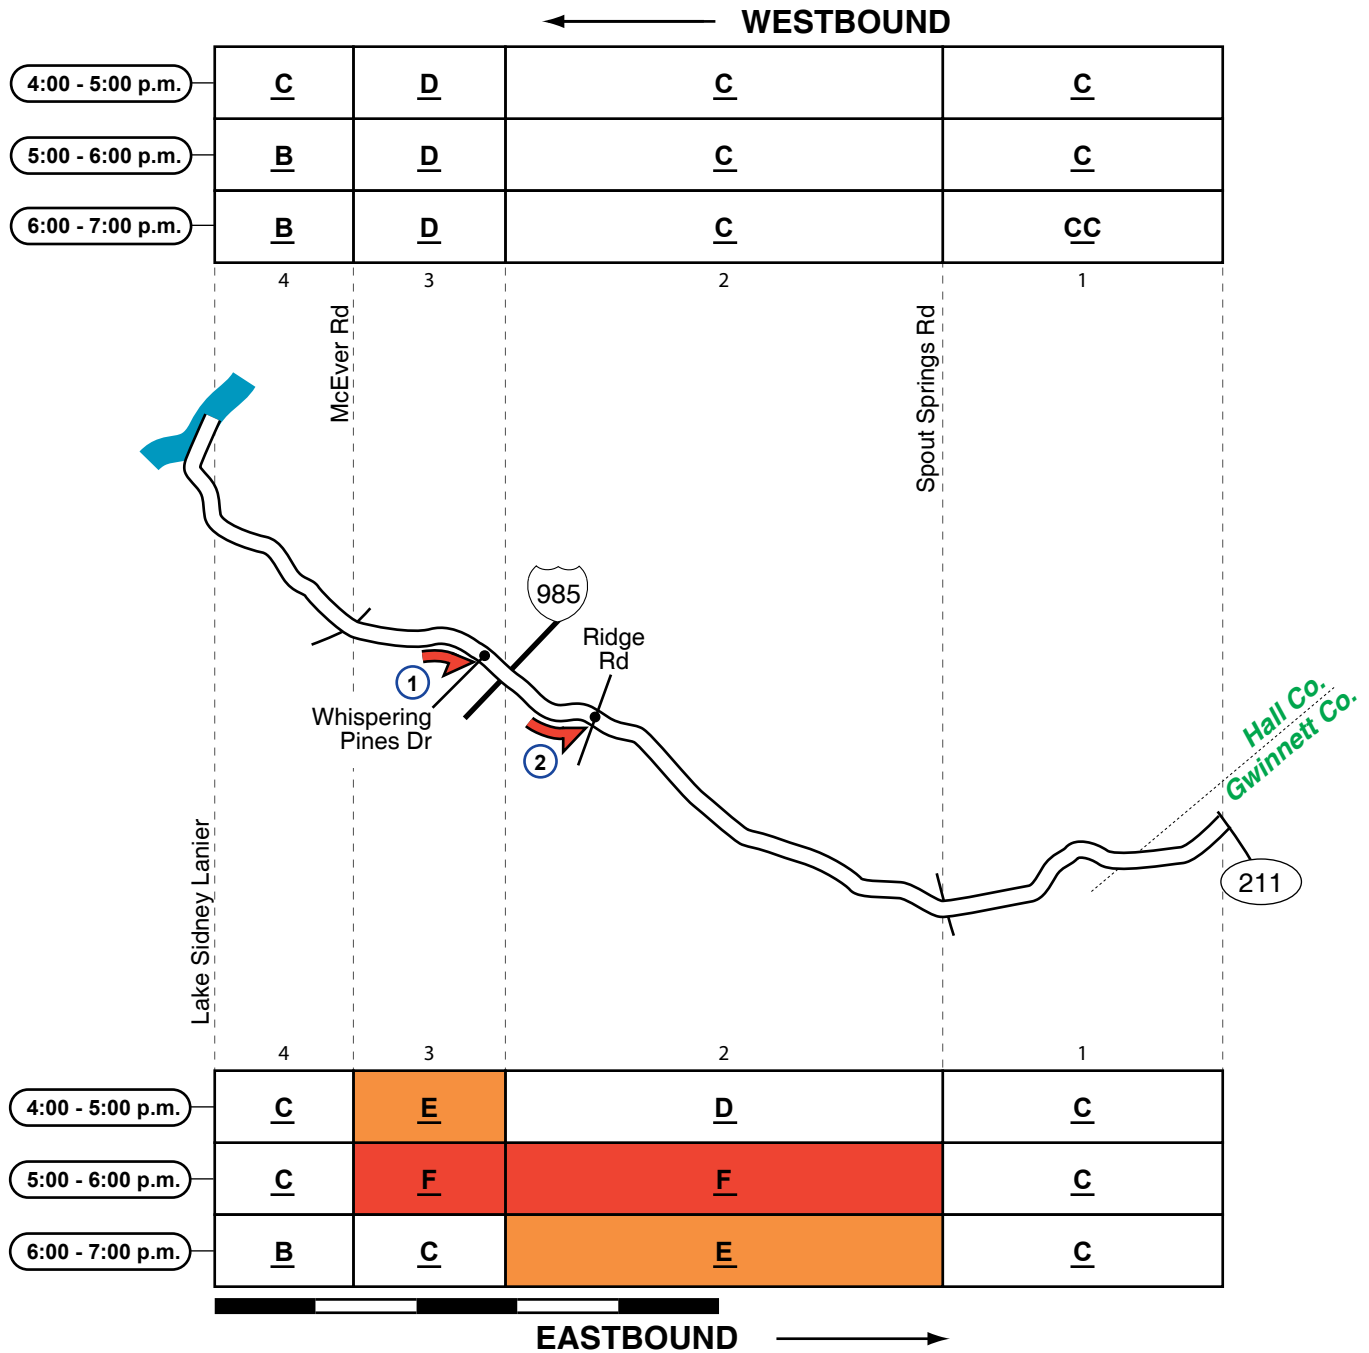 WESTBOUND
4:00 - 5:00 p.m. C D C C
5:00 - 6:00 p.m. B D C C
6:00 - 7:00 p.m. B D C CC
4 3 2 1
McEver Rd
Spout Springs Rd
985
Ridge
Rd
1
Whispering
Pines Dr
2
Hall Co.
Gwinnett Co.
211
Lake Sidney Lanier
4 3 2 1
4:00 - 5:00 p.m. C E D C
5:00 - 6:00 p.m. C F F C
6:00 - 7:00 p.m. B C E C
EASTBOUND